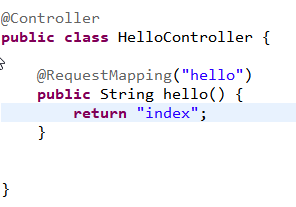 @Controller
public class HelloController {
@RequestMapping("hello")
public String hello() {
return "index";
}
}